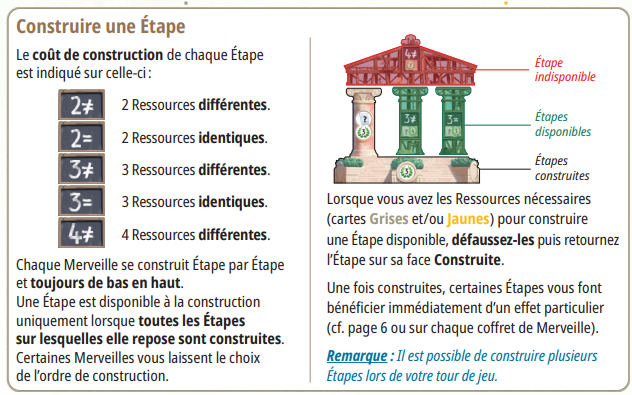 Construire une Étape
Le coût de construction de chaque Étape
est indiqué sur celle-ci :
2≠ 2 Ressources différentes.
2= 2 Ressources identiques.
3≠ 3 Ressources différentes.
3= 3 Ressources identiques.
4≠ 4 Ressources différentes.
Chaque Merveille se construit Étape par Étape
et toujours de bas en haut.
Une Étape est disponible à la construction
uniquement lorsque toutes les Étapes
sur lesquelles elle repose sont construites.
Certaines Merveilles vous laissent le choix
de l'ordre de construction.
4≠
Étape
indisponible
?
3≠
3=
Étapes
disponibles
Étapes
construites
Lorsque vous avez les Ressources nécessaires
(cartes Grises et/ou Jaunes) pour construire
une Étape disponible, défaussez-les puis retournez
l'Étape sur sa face Construite.
Une fois construites, certaines Étapes vous font
bénéficier immédiatement d'un effet particulier
(cf. page 6 ou sur chaque coffret de Merveille).
Remarque : Il est possible de construire plusieurs
Étapes lors de votre tour de jeu.